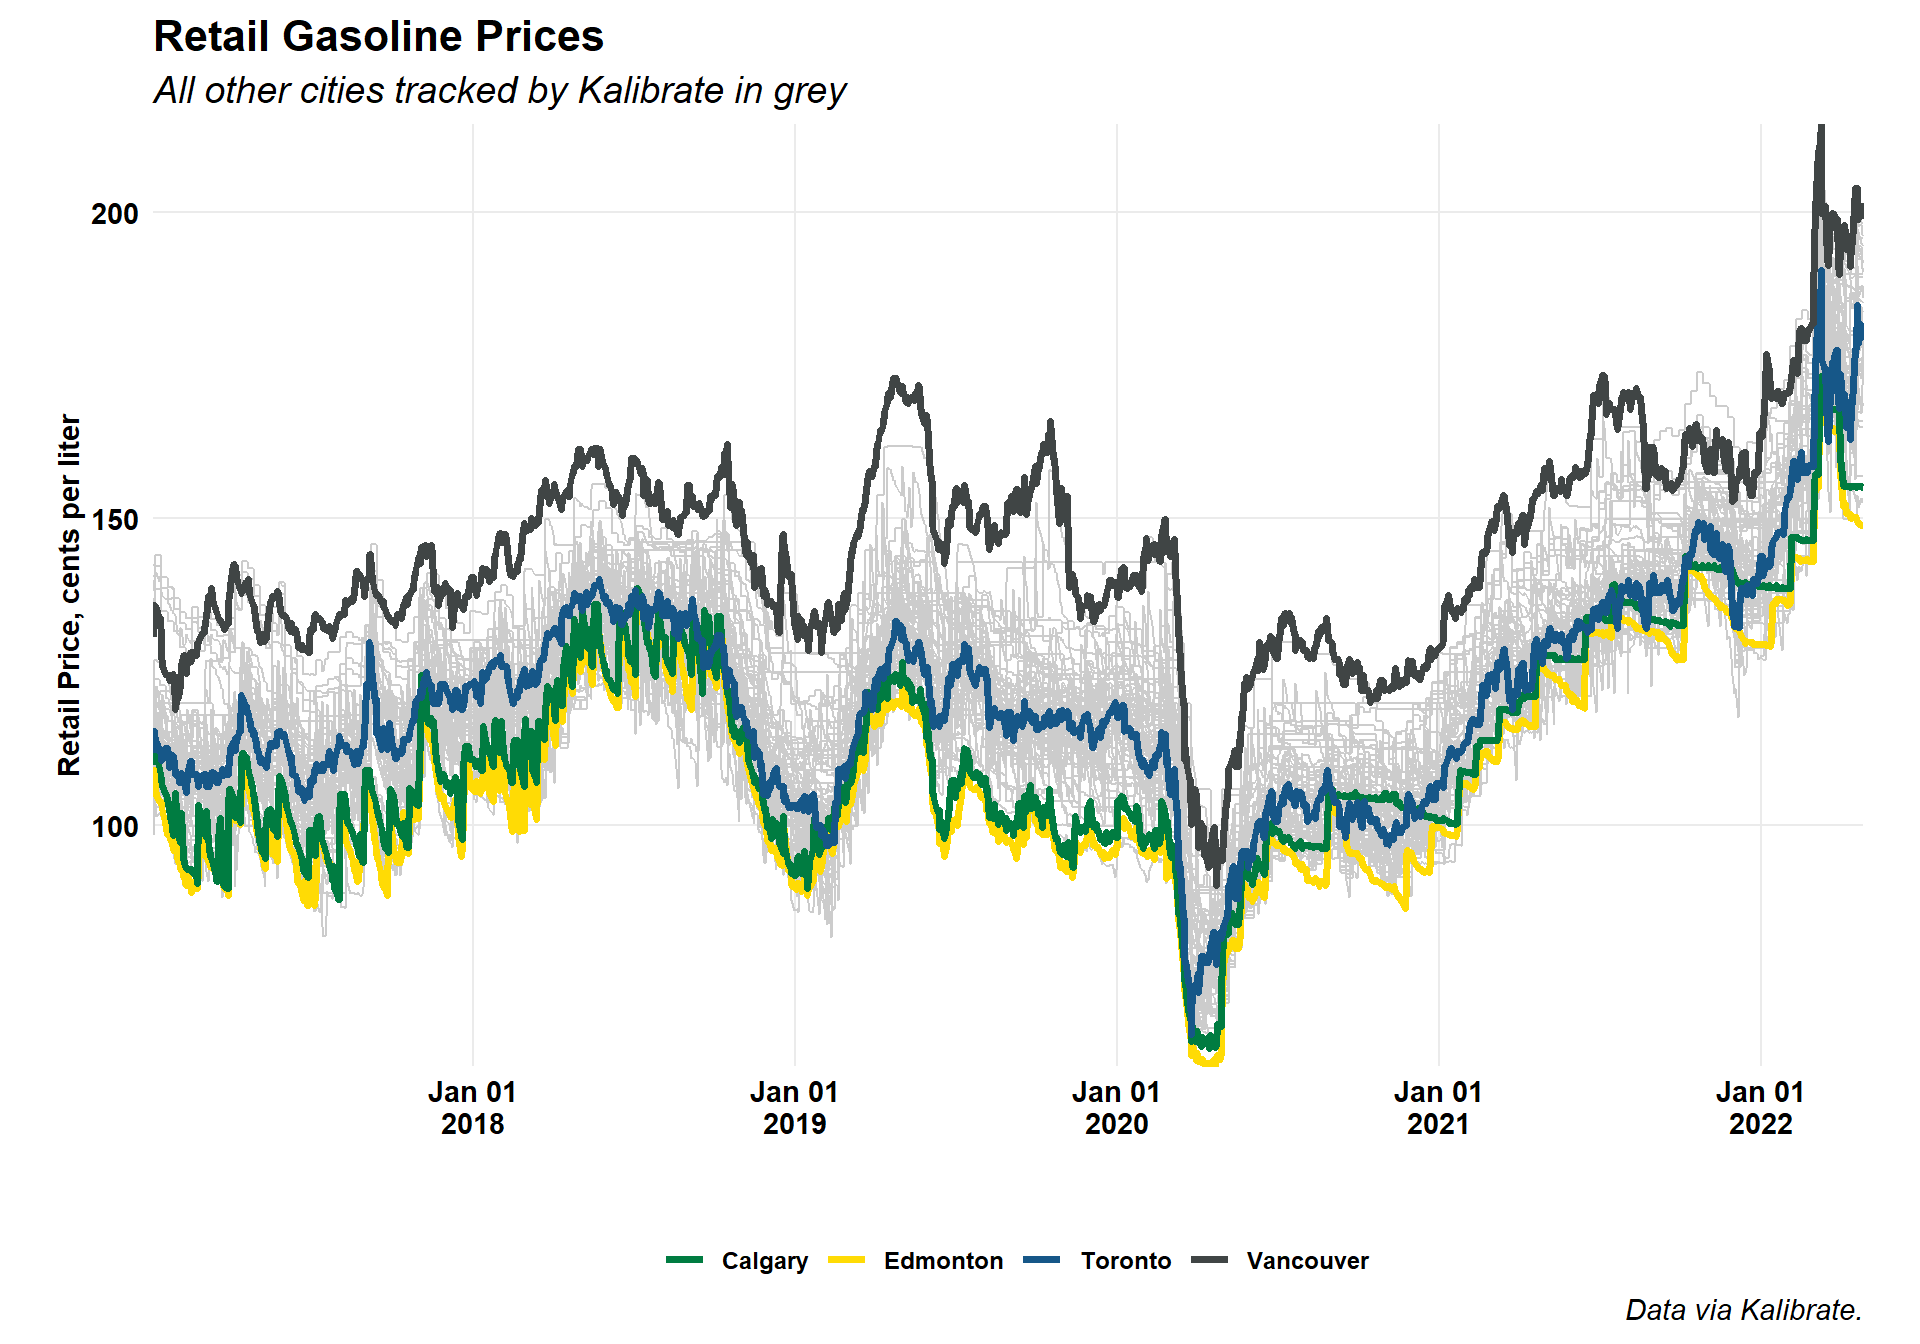 Retail Gasoline Prices
All other cities tracked by Kalibrate in grey
Retail Price, cents per liter
200
150
100
Jan 01
2018
Jan 01
2019
Jan 01
2020
Jan 01
2021
Jan 01
2022
Calgary Edmonton Toronto Vancouver
Data via Kalibrate.